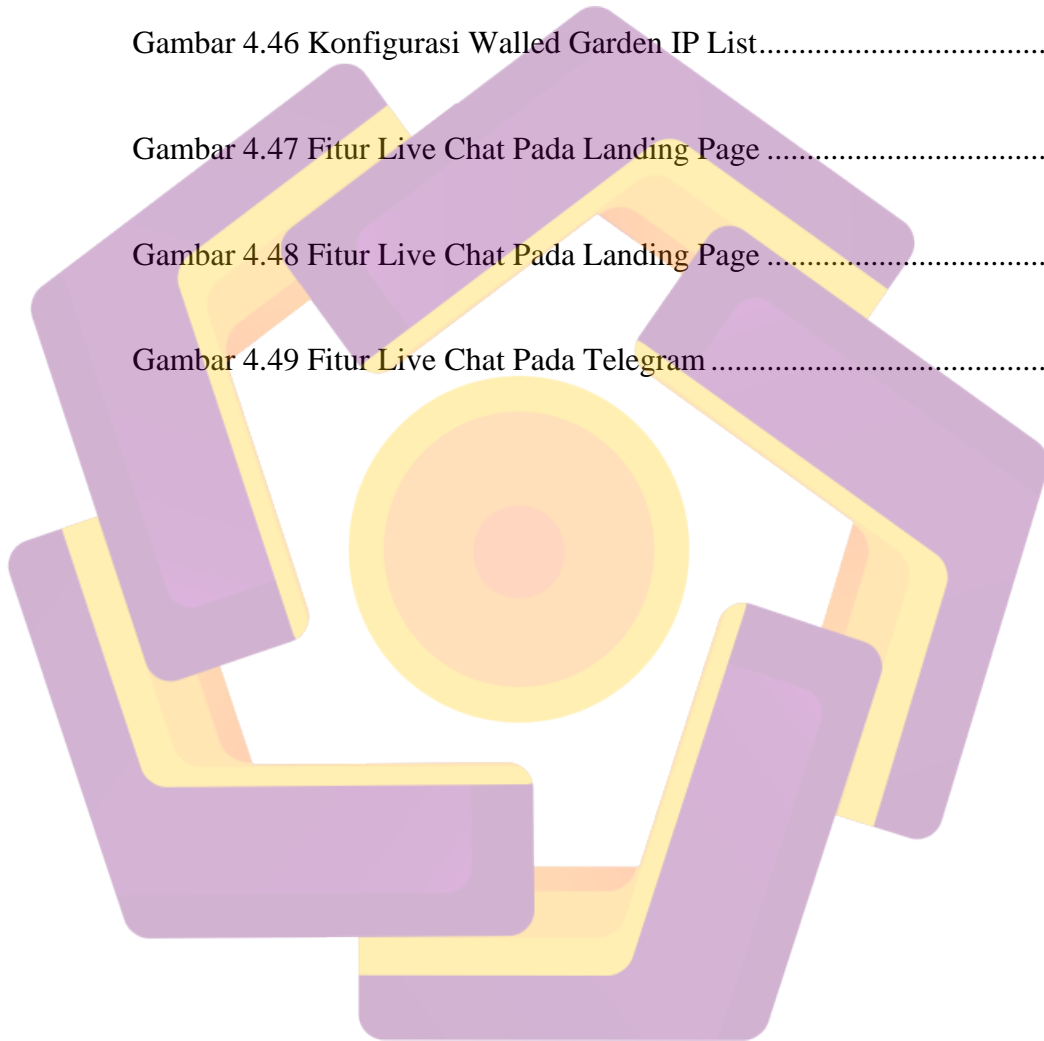 Gambar 4.46 Konfigurasi Walled Garden IP List..................................
Gambar 4.47 Fitur Live Chat Pada Landing Page .................................
Gambar 4.48 Fitur Live Chat Pada Landing Page .................................
Gambar 4.49 Fitur Live Chat Pada Telegram .......................................